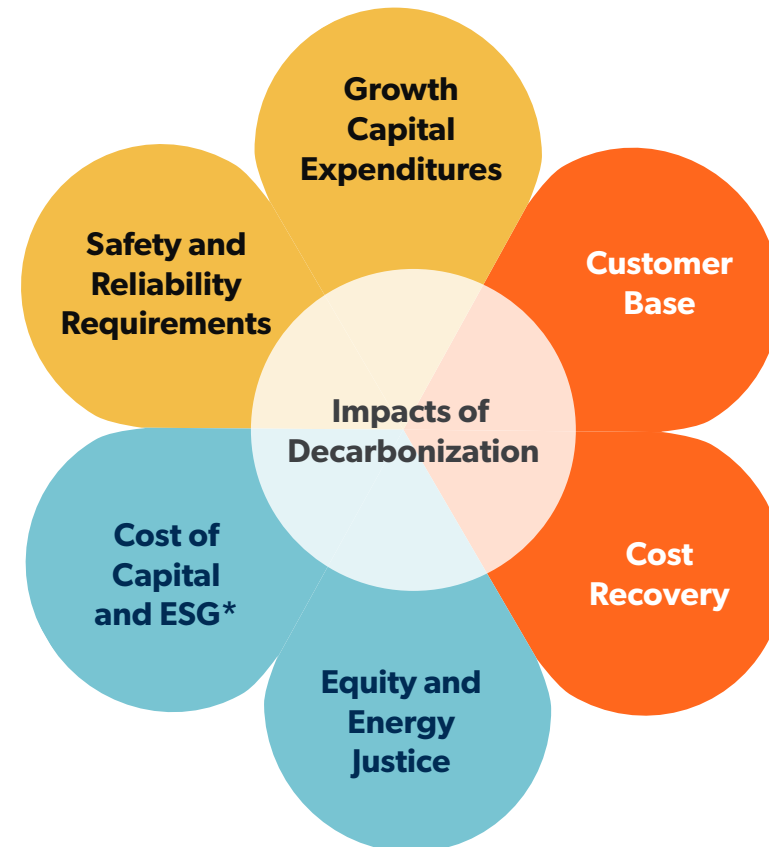 Growth
Capital
Expenditures
Customer
Base
Cost
Recovery
Equity and
Energy
Justice
Cost of
Capital
and ESG*
Safety and
Reliability
Requirements
Impacts of
Decarbonization